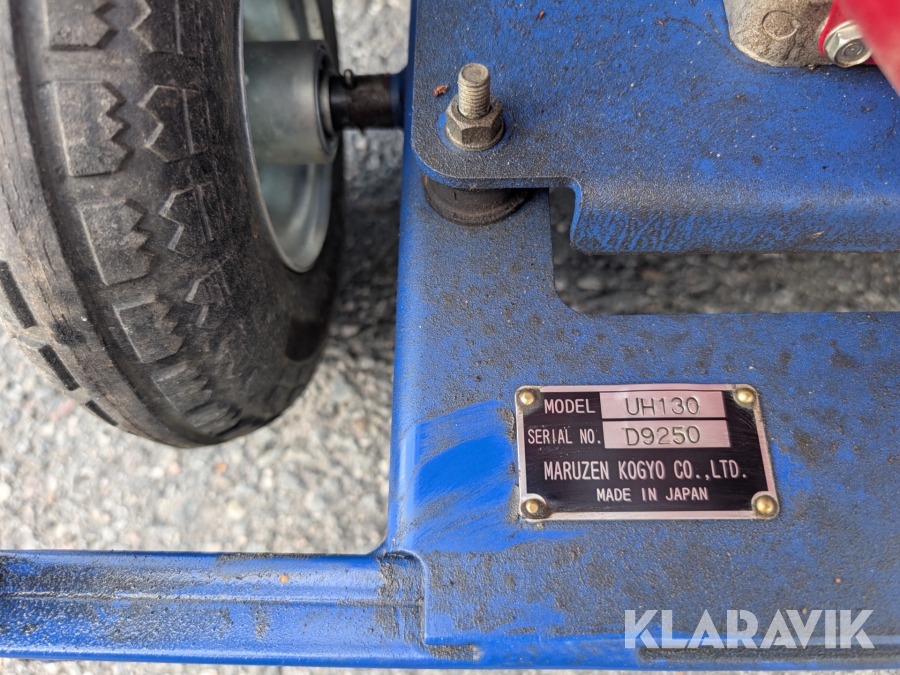 MODEL UH130
SERIAL NO. D9250
MARUZEN KOGYO CO.,LTD.
MADE IN JAPAN
KLARAVIK